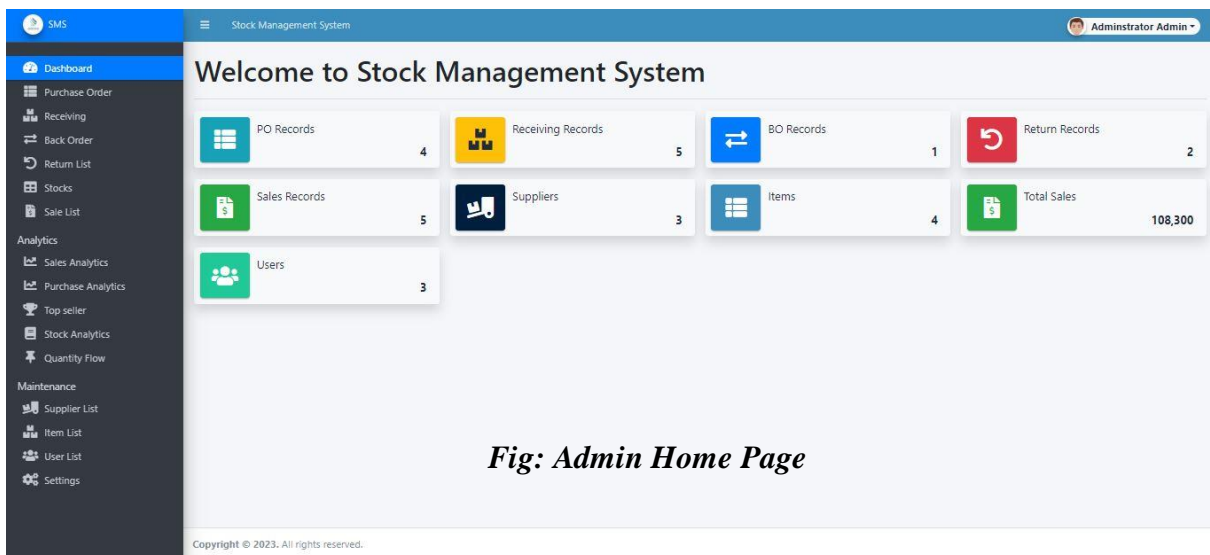 SMS
Stock Management System
Adminstrator Admin
Dashboard
Purchase Order
Receiving
Back Order
Return List
Stocks
Sale List
Analytics
Sales Analytics
Purchase Analytics
Top seller
Stock Analytics
Quantity Flow
Maintenance
Supplier List
Item List
User List
Settings
Welcome to Stock Management System
PO Records
4
Receiving Records
5
BO Records
1
Return Records
2
Sales Records
5
Suppliers
3
Items
4
Total Sales
108,300
Users
3
Fig: Admin Home Page
Copyright © 2023. All rights reserved.